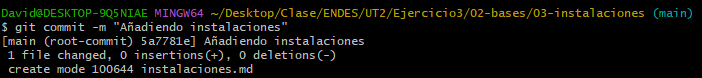 David@DESKTOP-9Q5NIAE MINGW64 ~/Desktop/Clase/ENDES/UT2/Ejercicio3/02-bases/03-instalaciones (main)
$ git commit -m "Añadiendo instalaciones"
[main (root-commit) 5a7781e] Añadiendo instalaciones
 1 file changed, 0 insertions(+), 0 deletions(-)
 create mode 100644 instalaciones.md